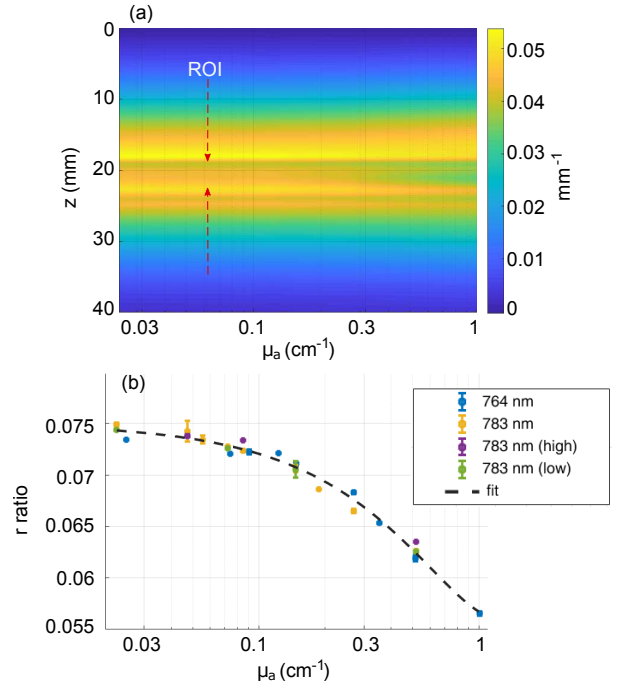 (a)
0
10
20
30
40
z (mm)
ROI
0.03
0.1
0.3
1
μa (cm-1)
0.05
0.04
0.03
0.02
0.01
0
mm-1
(b)
0.075
0.07
0.065
0.06
0.055
r ratio
0.03
0.1
0.3
1
μa (cm-1)
764 nm
783 nm
783 nm (high)
783 nm (low)
fit